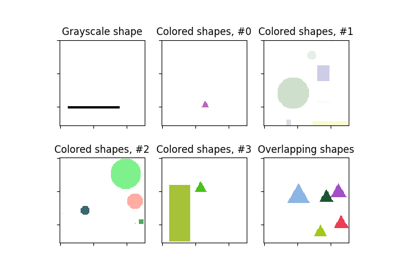 Grayscale shape
Colored shapes, #0
Colored shapes, #1
Colored shapes, #2
Colored shapes, #3
Overlapping shapes